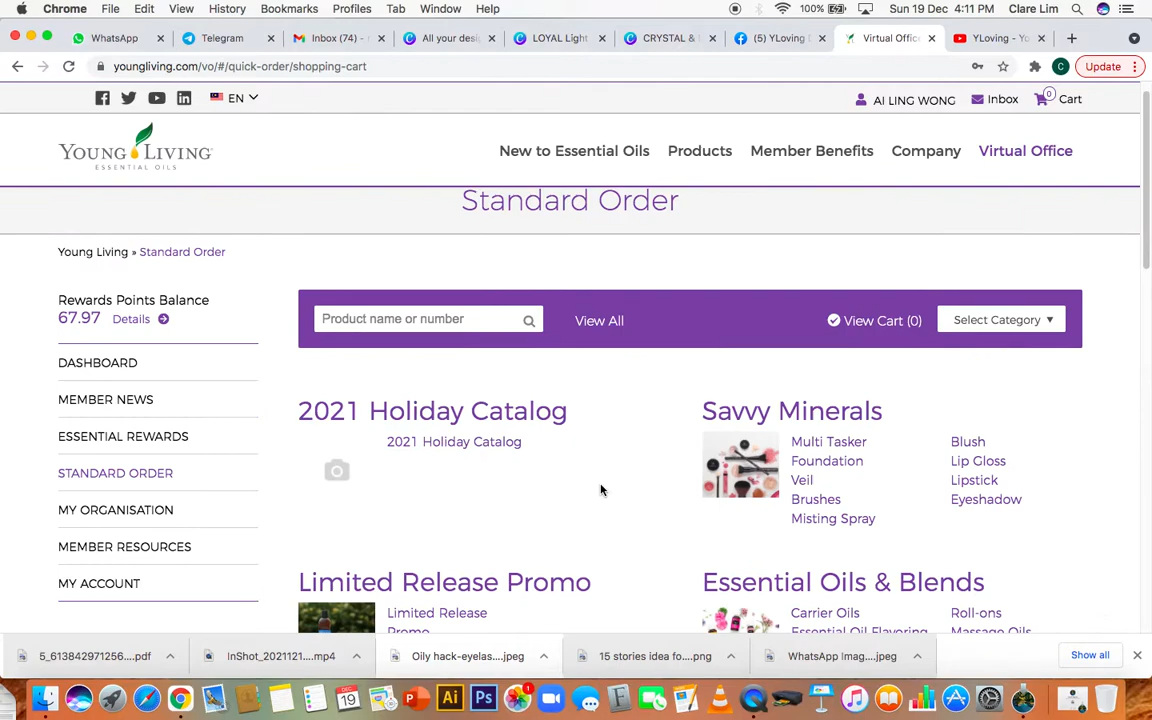 Chrome File Edit View History Bookmarks Profiles Tab Window Help 100% Sun 19 Dec 4:11 PM Clare Lim
WhatsApp Telegram Inbox (74) - All your desi LOYAL Light CRYSTAL & (5) YLoving Virtual Offic YLoving - Yo
youngliving.com/vo/#/quick-order/shopping-cart C Update
EN AI LING WONG Inbox 0 Cart
YOUNG LIVING
ESSENTIAL OILS
New to Essential Oils Products Member Benefits Company Virtual Office
Standard Order
Young Living » Standard Order
Rewards Points Balance
67.97 Details
Product name or number View All View Cart (0) Select Category ▼
DASHBOARD
MEMBER NEWS
ESSENTIAL REWARDS
STANDARD ORDER
MY ORGANISATION
MEMBER RESOURCES
MY ACCOUNT
2021 Holiday Catalog
2021 Holiday Catalog
Savvy Minerals
Multi Tasker Blush
Foundation Lip Gloss
Veil Lipstick
Brushes Eyeshadow
Misting Spray
Limited Release Promo
Limited Release
Promo
Essential Oils & Blends
Carrier Oils Roll-ons
Essential Oil Flavoring Massage Oils
5_613842971256....pdf InShot_2021121....mp4 Oily hack-eyelas....jpeg 15 stories idea fo....png WhatsApp Imag....jpeg Show all
DEC 19 1 Ai Ps